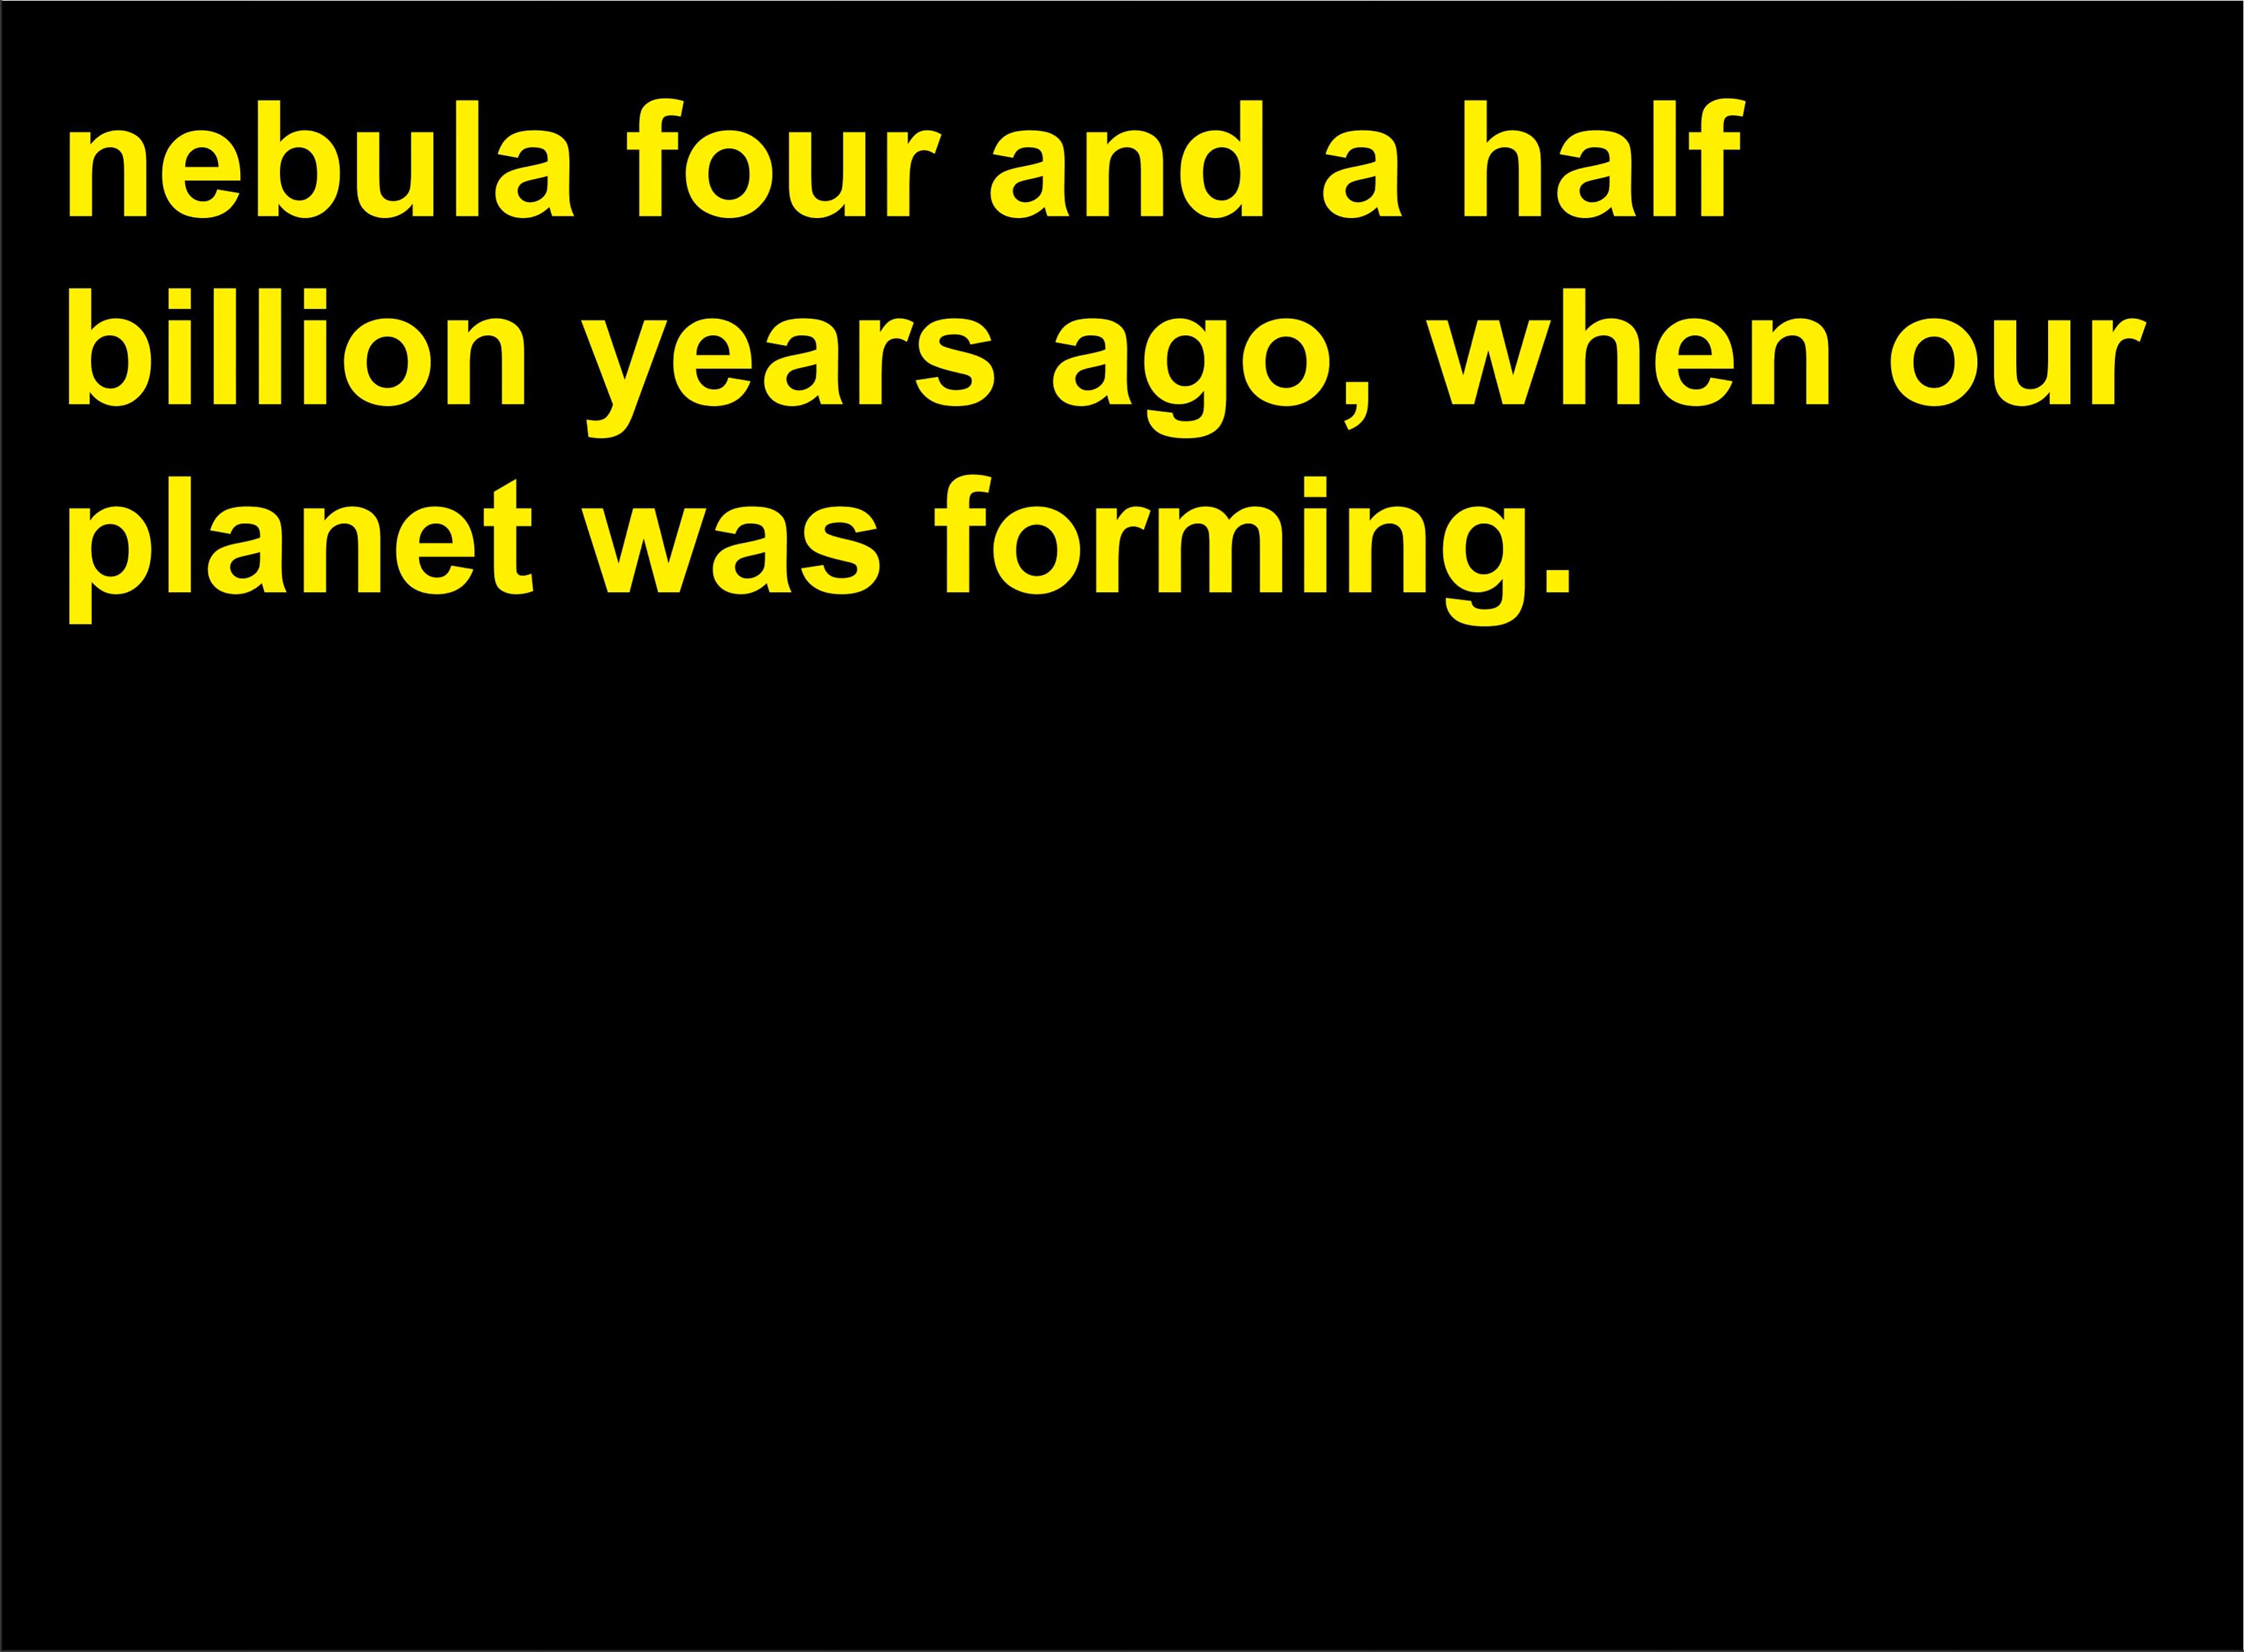 nebula four and a half
billion years ago, when our
planet was forming.